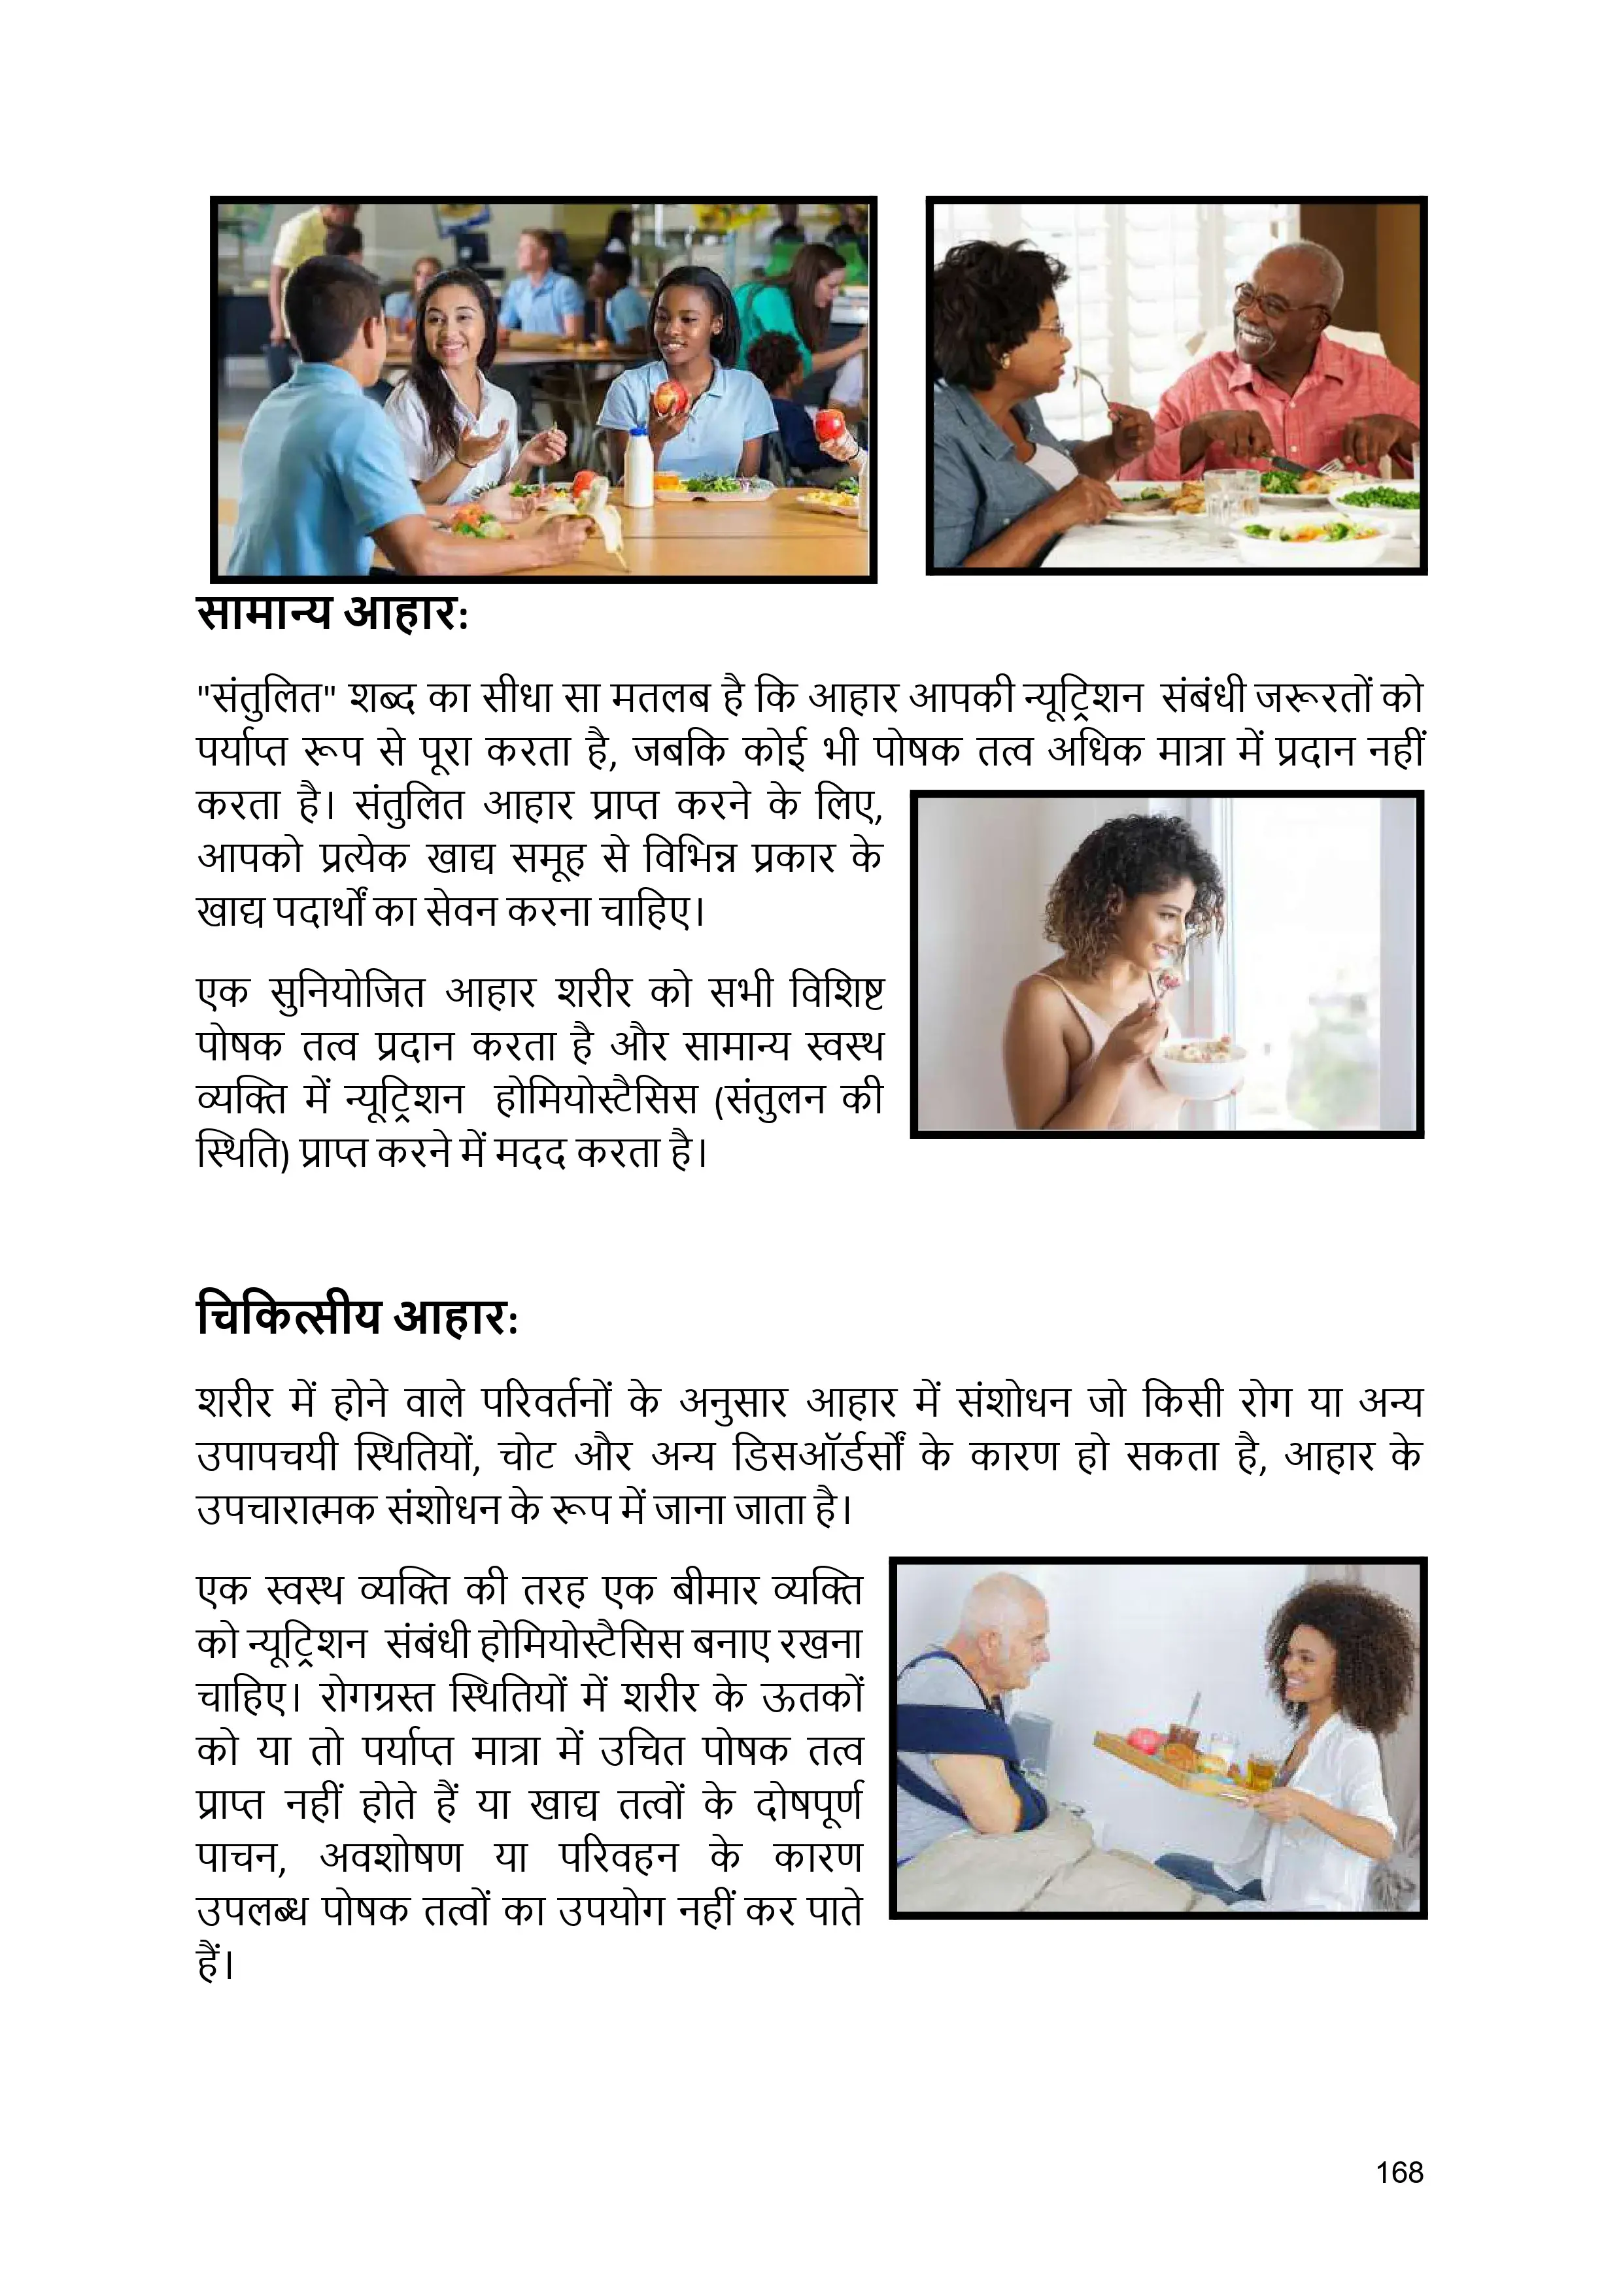 सामान्य आहार:
"संतुलित" शब्द का सीधा सा मतलब है कि आहार आपकी न्यूट्रिशन संबंधी जरूरतों को
पर्याप्त रूप से पूरा करता है, जबकि कोई भी पोषक तत्व अधिक मात्रा में प्रदान नहीं
करता है। संतुलित आहार प्राप्त करने के लिए,
आपको प्रत्येक खाद्य समूह से विभिन्न प्रकार के
खाद्य पदार्थों का सेवन करना चाहिए।
एक सुनियोजित आहार शरीर को सभी विशिष्ट
पोषक तत्व प्रदान करता है और सामान्य स्वस्थ
व्यक्ति में न्यूट्रिशन होमियोस्टैसिस (संतुलन की
स्थिति) प्राप्त करने में मदद करता है।
चिकित्सीय आहार:
शरीर में होने वाले परिवर्तनों के अनुसार आहार में संशोधन जो किसी रोग या अन्य
उपापचयी स्थितियों, चोट और अन्य डिसऑर्डर्सों के कारण हो सकता है, आहार के
उपचारात्मक संशोधन के रूप में जाना जाता है।
एक स्वस्थ व्यक्ति की तरह एक बीमार व्यक्ति
को न्यूट्रिशन संबंधी होमियोस्टैसिस बनाए रखना
चाहिए। रोगग्रस्त स्थितियों में शरीर के ऊतकों
को या तो पर्याप्त मात्रा में उचित पोषक तत्व
प्राप्त नहीं होते हैं या खाद्य तत्वों के दोषपूर्ण
पाचन, अवशोषण या परिवहन के कारण
उपलब्ध पोषक तत्वों का उपयोग नहीं कर पाते
हैं।
168